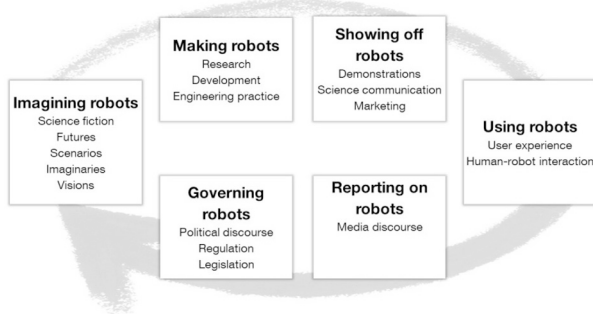 Imagining robots
Science fiction
Futures
Scenarios
Imaginaries
Visions
Making robots
Research
Development
Engineering practice
Showing off
robots
Demonstrations
Science communication
Marketing
Using robots
User experience
Human-robot interaction
Reporting on
robots
Media discourse
Governing
robots
Political discourse
Regulation
Legislation